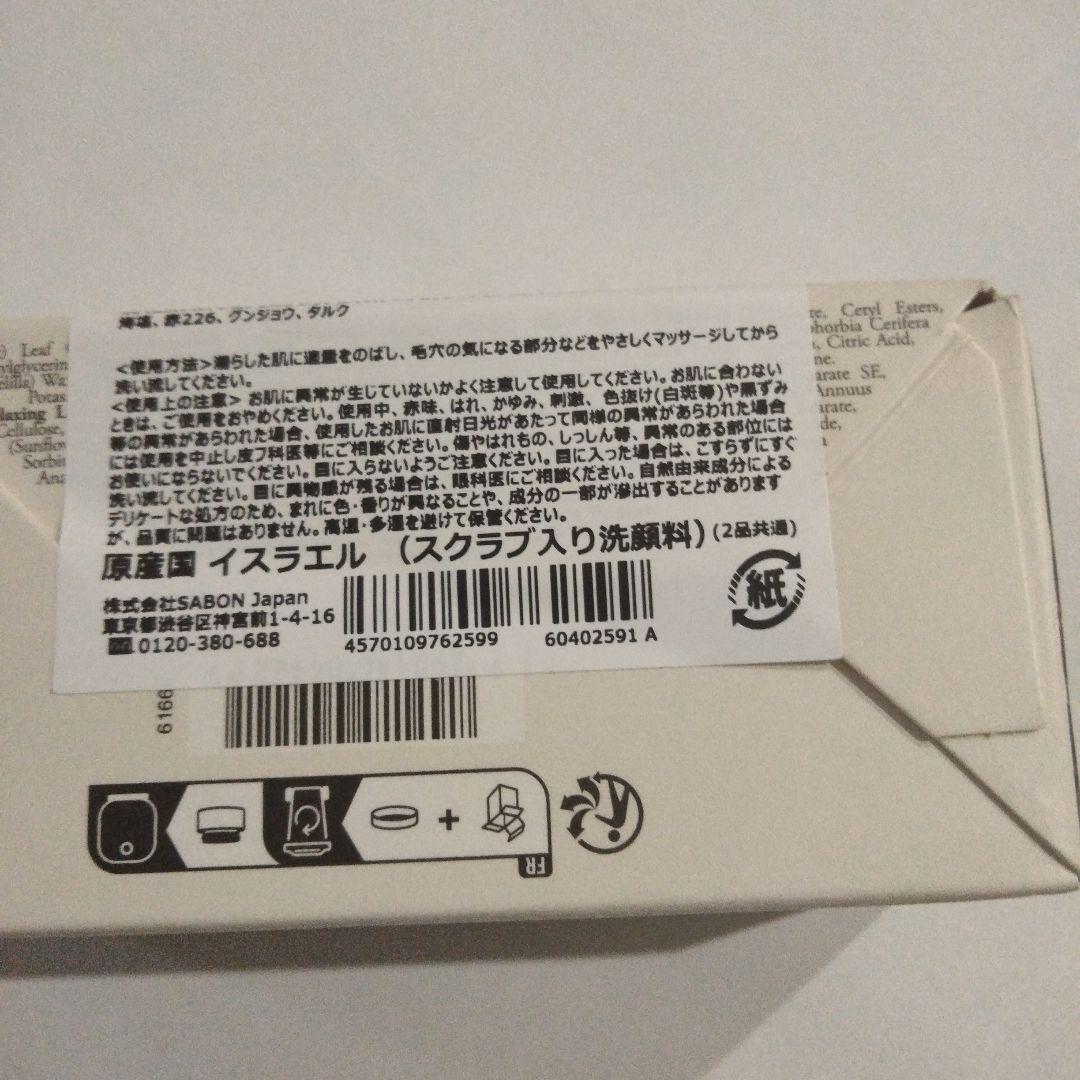 海塩、赤226、グンジョウ、タルク
<使用方法>濡らした肌に適量をのばし、毛穴の気になる部分などをやさしくマッサージしてから
洗い流してください。
<使用上の注意> お肌に異常が生じていないかよく注意して使用してください。お肌に合わない
ときは、ご使用をおやめください。使用中、赤味、はれ、かゆみ、刺激、色抜け(白斑等)や黒ずみ
等の異常があらわれた場合、使用したお肌に直射日光があたって同様の異常があらわれた場合
には使用を中止し皮フ科医等にご相談ください。傷やはれもの、しっしん等、異常のある部位には
お使いにならないでください。目に入らないようご注意ください。目に入った場合は、こすらずにすぐ
洗い流してください。目に異物感が残る場合は、眼科医にご相談ください。自然由来成分による
デリケートな処方のため、まれに色・香りが異なることや、成分の一部が滲出することがあります
が、品質に問題はありません。高温・多湿を避けて保管ください。
原産国 イスラエル (スクラブ入り洗顔料) (2品共通)
株式会社SABON Japan
東京都渋谷区神宮前1-4-16
0120-380-688
4570109762599 60402591 A
紙
Leaf
Potas
Cellulose,
(Sunflo
Sorbi
Ceryl Esters,
phorbia Cerifera
Citric Acid,
arate SE,
Annuus
6166
+
FR